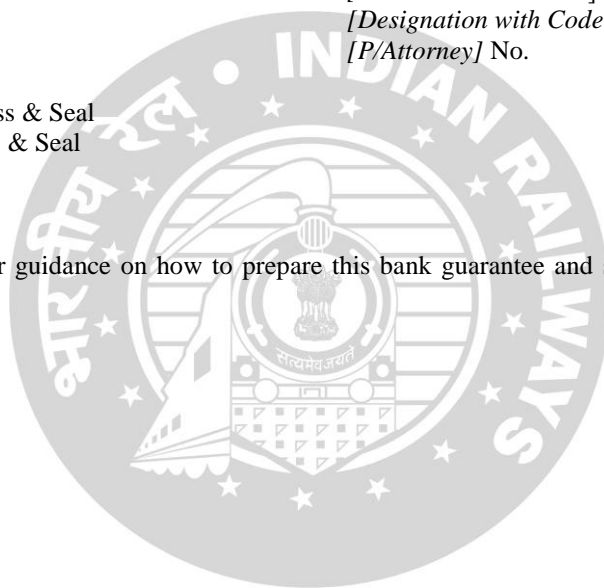 [Designation with Code
[P/Attorney] No.
ss & Seal
& Seal
r guidance on how to prepare this bank guarantee and
भारतीय रेल • INDIAN RAILWAYS
सत्यमेव जयते